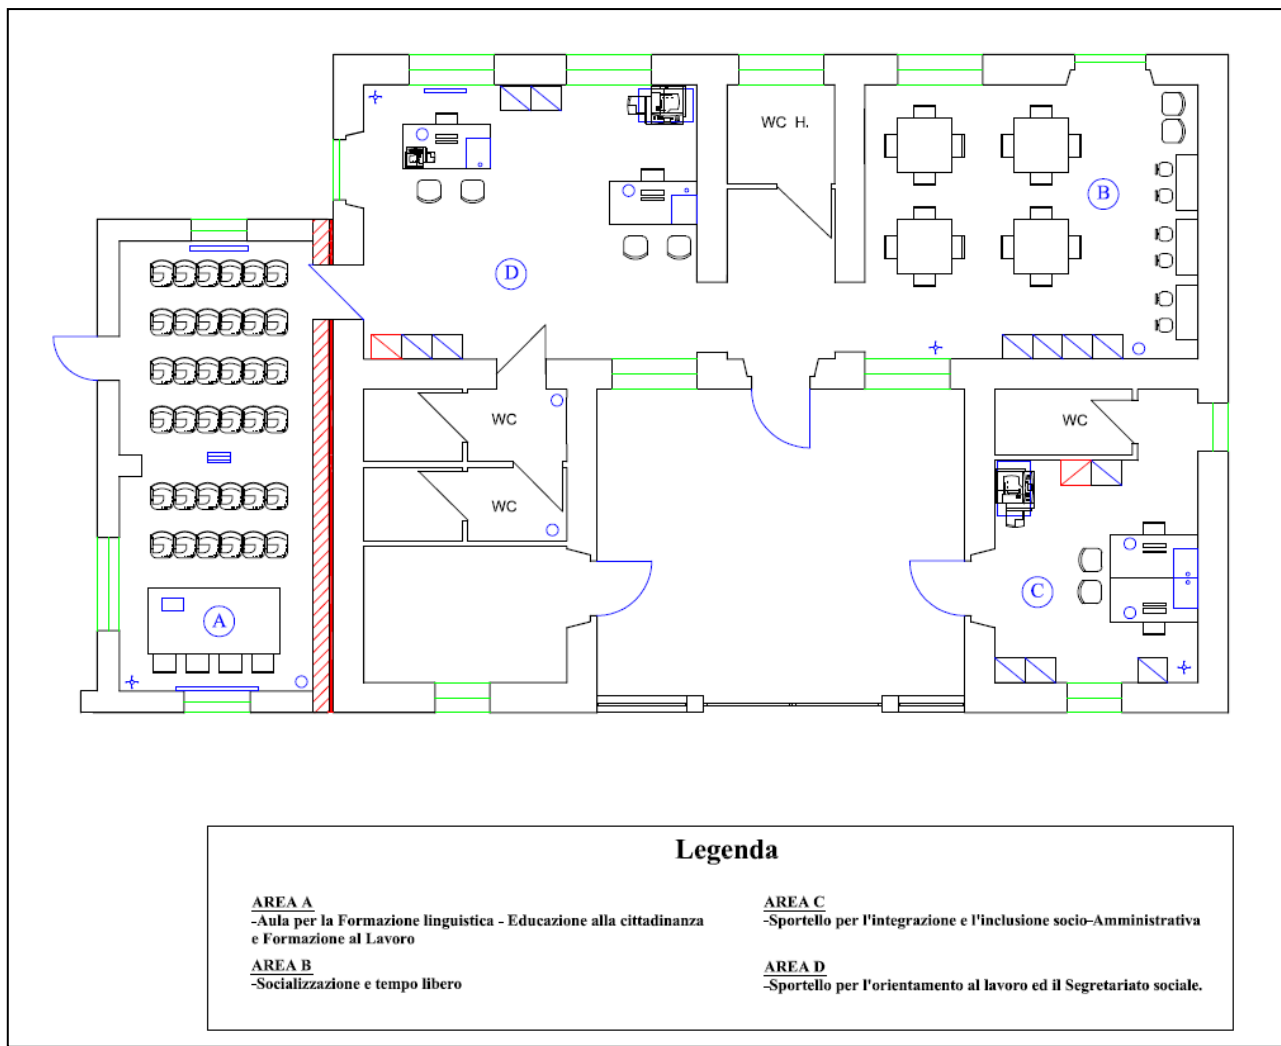 WC H.
B
D
WC
WC
WC
C
A
Legenda
AREA A
-Aula per la Formazione linguistica - Educazione alla cittadinanza
e Formazione al Lavoro
AREA B
-Socializzazione e tempo libero
AREA C
-Sportello per l'integrazione e l'inclusione socio-Amministrativa
AREA D
-Sportello per l'orientamento al lavoro ed il Segretariato sociale.